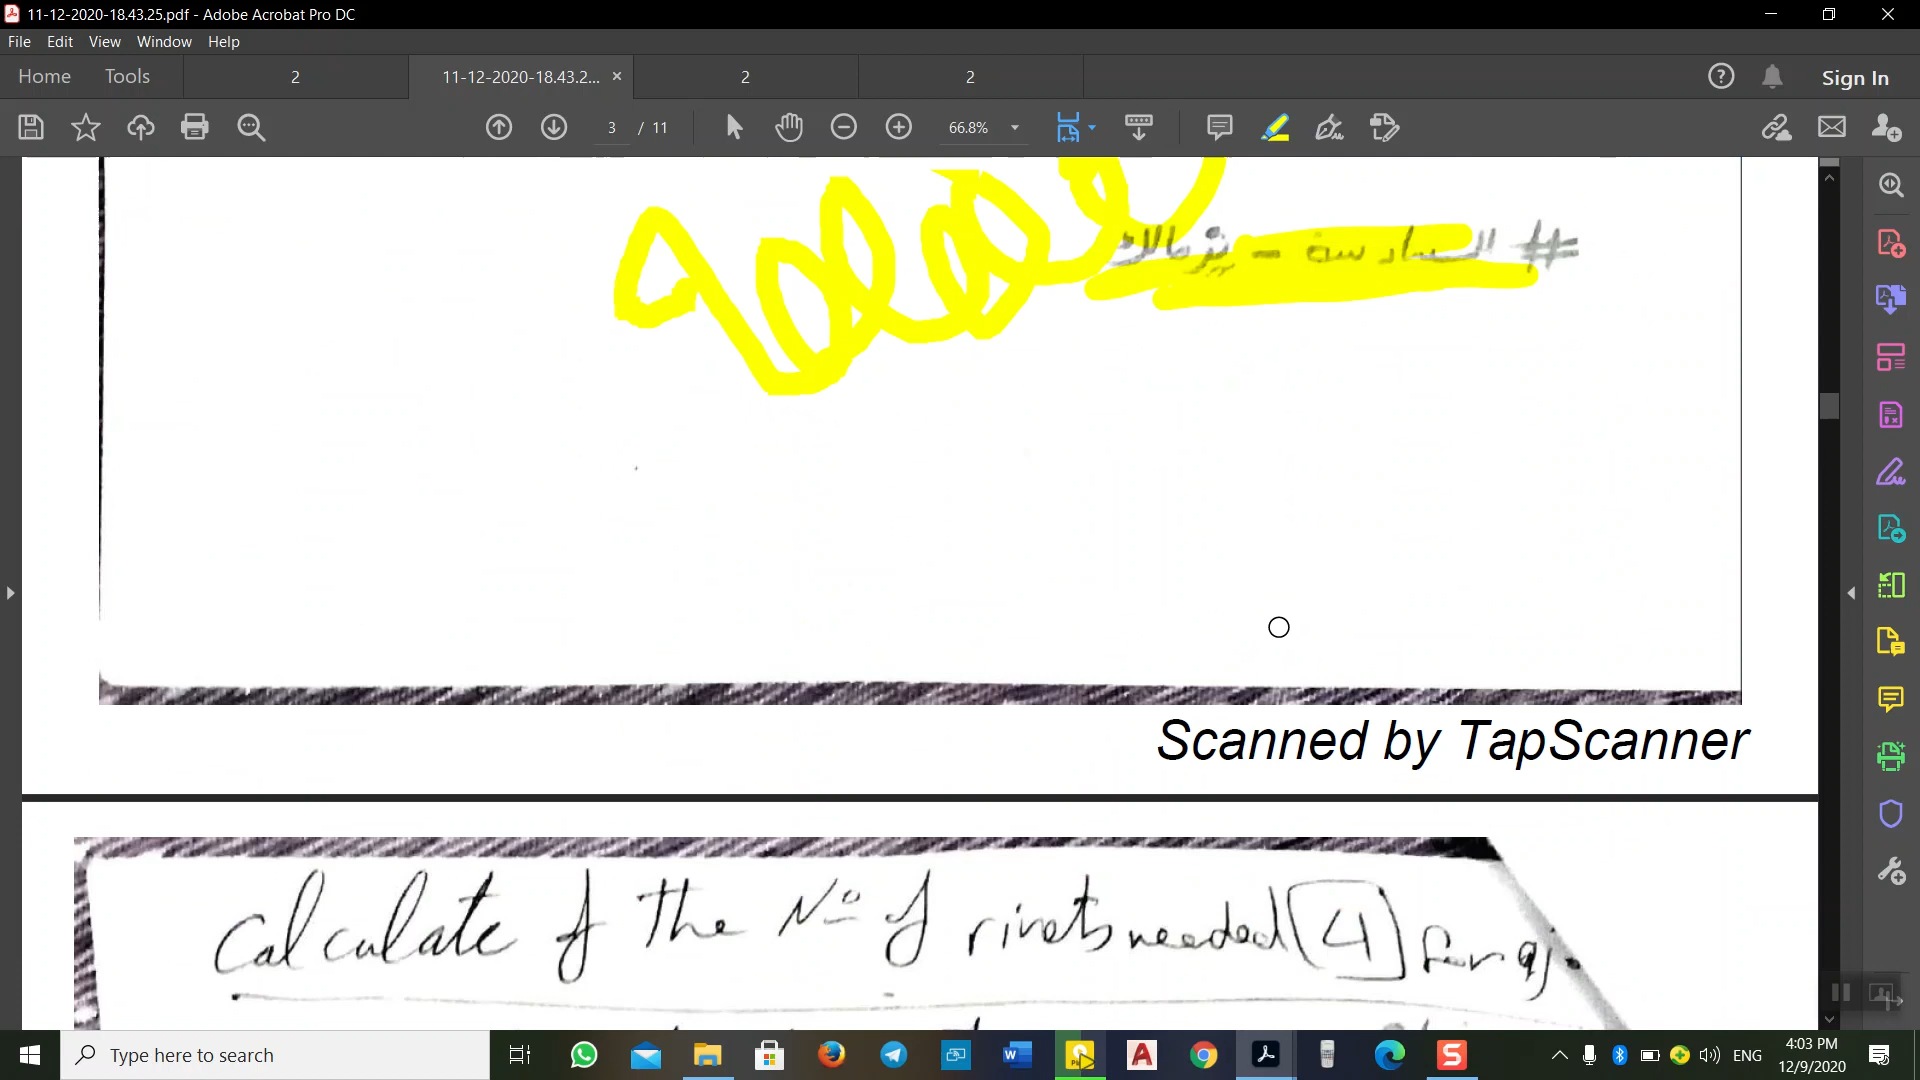 11-12-2020-18.43.25.pdf - Adobe Acrobat Pro DC
File Edit View Window Help
Home Tools 2 11-12-2020-18.43.2... × 2 2 Sign In
3 / 11 66.8%
# السادسة -
Scanned by TapScanner
Calculate of the No of rivets needed 4 for
Type here to search
ENG
4:03 PM
12/9/2020